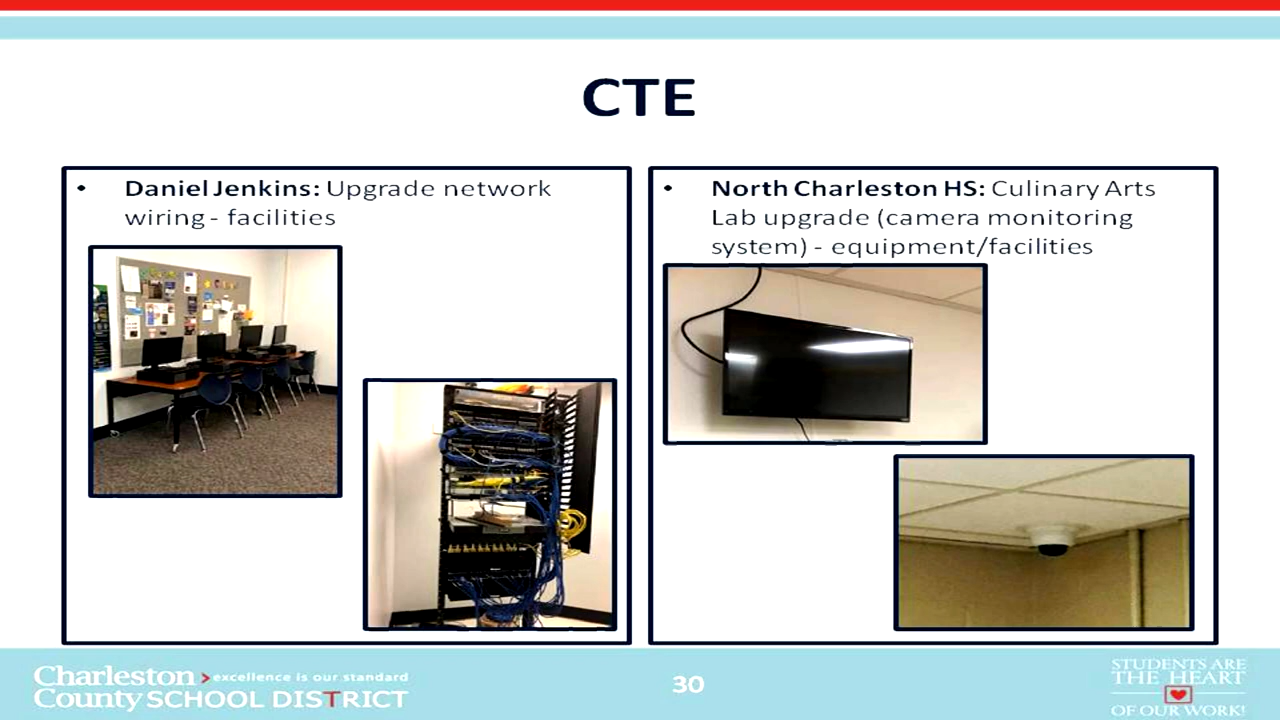 CTE
• Daniel Jenkins: Upgrade network
wiring - facilities
• North Charleston HS: Culinary Arts
Lab upgrade (camera monitoring
system) - equipment/facilities
Charleston > excellence is our standard
County SCHOOL DISTRICT
30
STUDENTS ARE
THE HEART
OF OUR WORK!